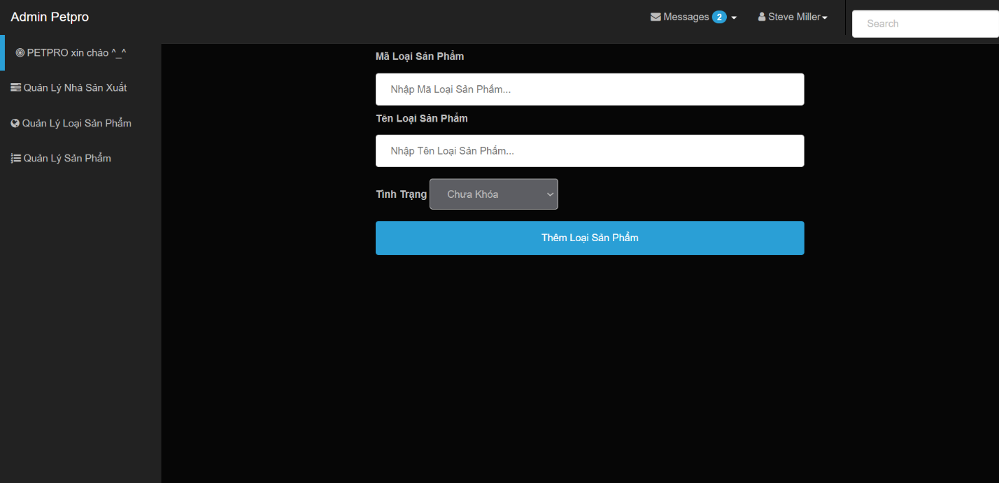 Admin Petpro
Messages 2
Steve Miller
Search
PETPRO xin chào ^_^
Quản Lý Nhà Sản Xuất
Quản Lý Loại Sản Phẩm
Quản Lý Sản Phẩm
Mã Loại Sản Phẩm
Nhập Mã Loại Sản Phẩm...
Tên Loại Sản Phẩm
Nhập Tên Loại Sản Phẩm...
Tình Trạng Chưa Khóa
Thêm Loại Sản Phẩm